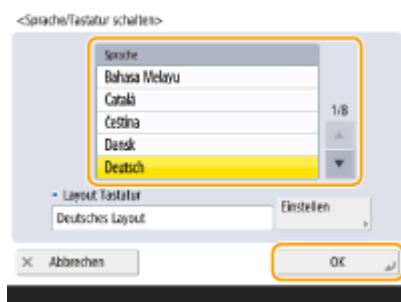 <Sprache/Tastatur schalten>
Sprache
Bahasa Melayu
Català
Čeština
Dansk
Deutsch
1/8
Layout Tastatur
Deutsches Layout
Einstellen
Abbrechen
OK